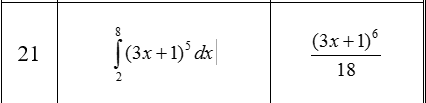 21
∫₂⁸(3x+1)⁵ dx
(3x+1)⁶
18